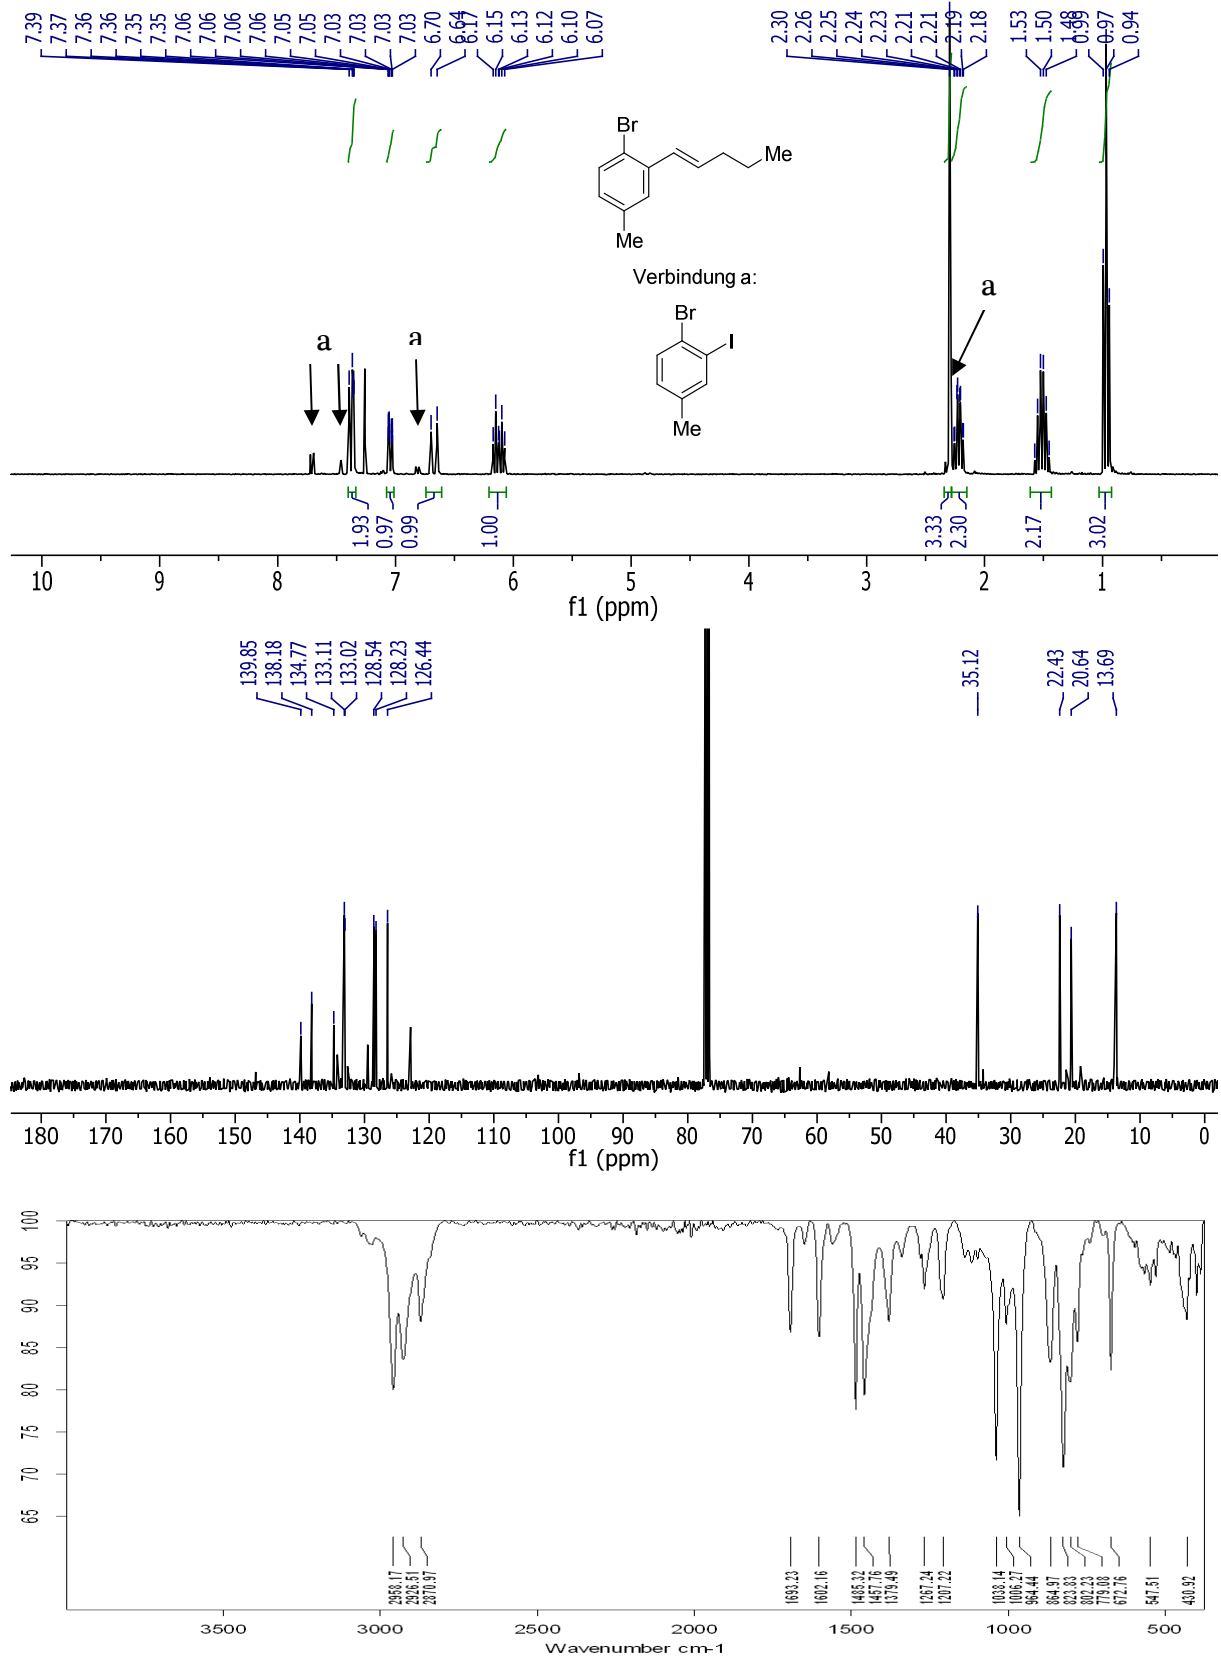 7.39 7.37 7.36 7.36 7.35 7.35 7.06 7.06 7.06 7.06 7.05 7.05 7.03 7.03 7.03 7.03 6.70 6.64 6.17 6.15 6.13 6.12 6.10 6.07 2.30 2.26 2.25 2.24 2.23 2.21 2.21 2.19 2.18 1.53 1.50 1.48 0.99 0.97 0.94
Br
Me
Me
Verbindung a:
Br
I
Me
a a a
1.93 0.97 0.99 1.00 3.33 2.30 2.17 3.02
10 9 8 7 6 5 4 3 2 1
f1 (ppm)
139.85 138.18 134.77 133.11 133.02 128.54 128.23 126.44 35.12 22.43 20.64 13.69
180 170 160 150 140 130 120 110 100 90 80 70 60 50 40 30 20 10 0
f1 (ppm)
100
95
90
85
80
75
70
65
2958.17 2926.51 2870.97 1693.23 1602.16 1485.32 1457.76 1379.49 1267.24 1207.22 1038.14 1006.27 964.44 864.97 823.83 802.23 779.08 672.76 547.51 430.92
3500 3000 2500 2000 1500 1000 500
Wavenumber cm-1